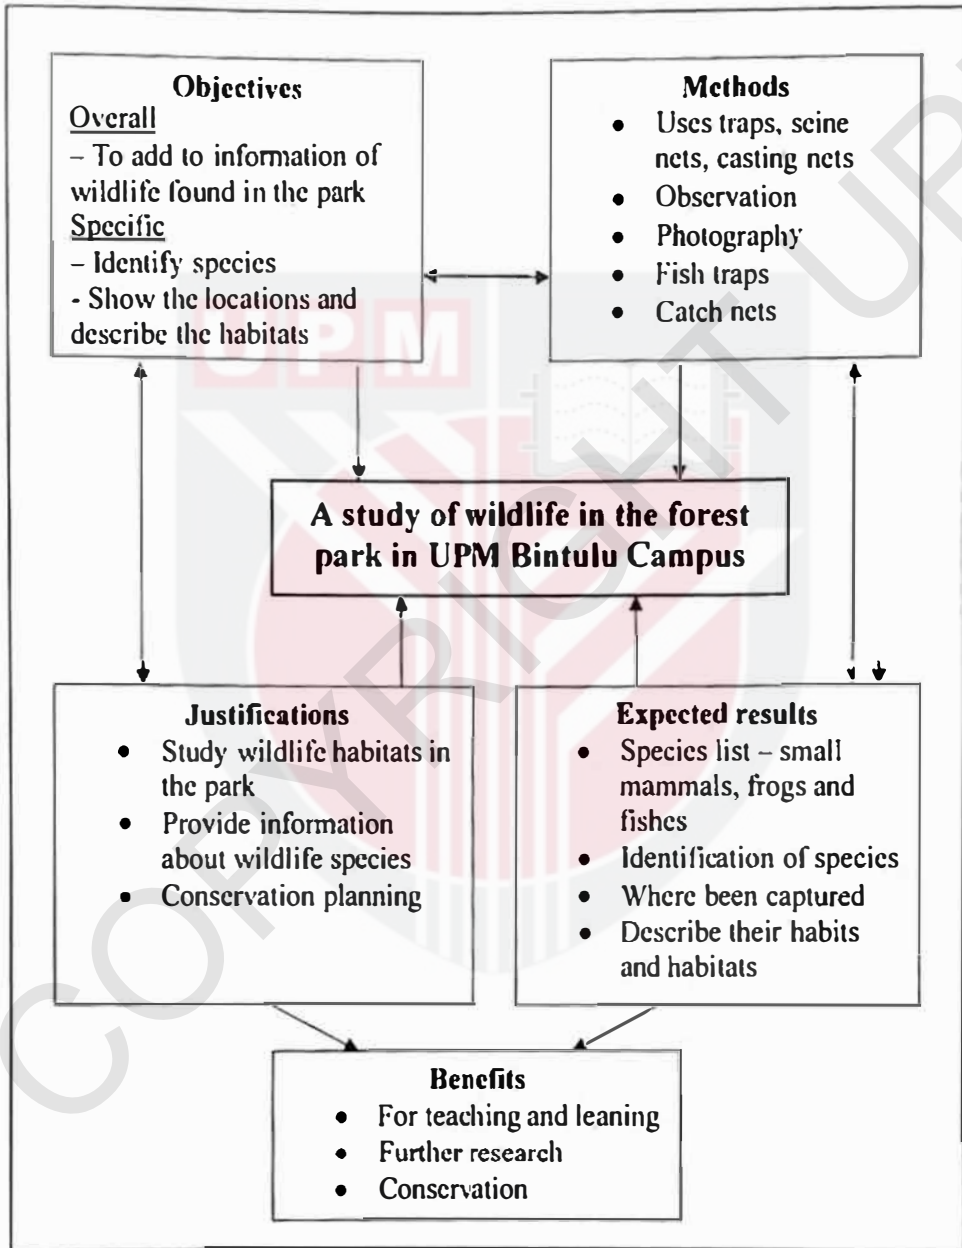 Objectives
Overall
– To add to information of
wildlife found in the park
Specific
– Identify species
- Show the locations and
describe the habitats
Methods
• Uses traps, seine
nets, casting nets
• Observation
• Photography
• Fish traps
• Catch nets
UPM
A study of wildlife in the forest
park in UPM Bintulu Campus
Justifications
• Study wildlife habitats in
the park
• Provide information
about wildlife species
• Conservation planning
Expected results
• Species list – small
mammals, frogs and
fishes
• Identification of species
• Where been captured
• Describe their habits
and habitats
Benefits
• For teaching and leaning
• Further research
• Conservation
COPYRIGHT UPM